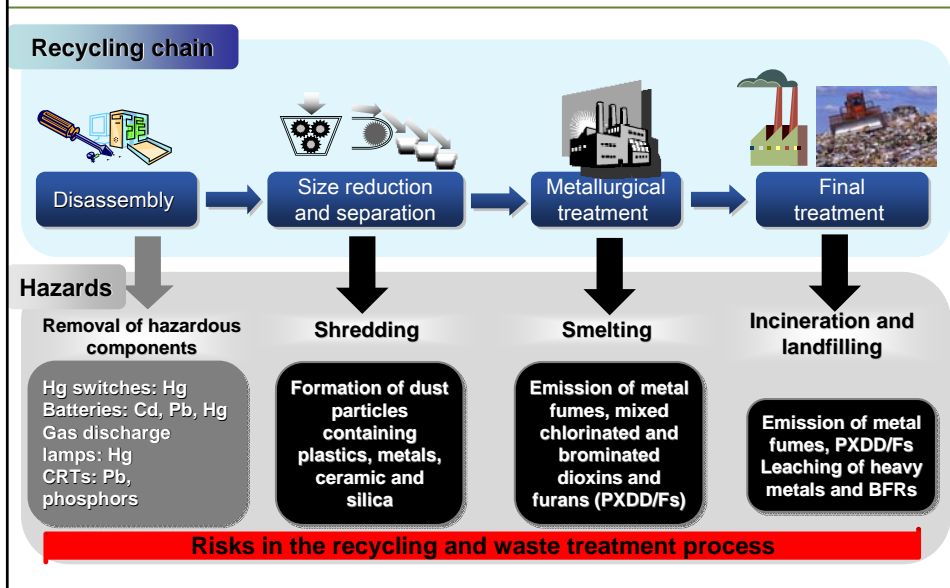 Recycling chain
Disassembly
Size reduction
and separation
Metallurgical
treatment
Final
treatment
Hazards
Removal of hazardous
components
Shredding
Smelting
Incineration and
landfilling
Hg switches: Hg
Batteries: Cd, Pb, Hg
Gas discharge
lamps: Hg
CRTs: Pb,
phosphors
Formation of dust
particles
containing
plastics, metals,
ceramic and
silica
Emission of metal
fumes, mixed
chlorinated and
brominated
dioxins and
furans (PXDD/Fs)
Emission of metal
fumes, PXDD/Fs
Leaching of heavy
metals and BFRs
Risks in the recycling and waste treatment process